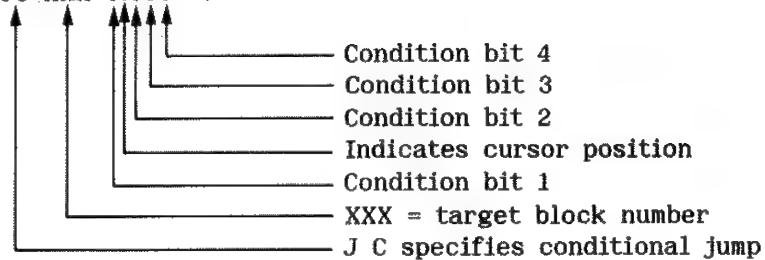 Condition bit 4
Condition bit 3
Condition bit 2
Indicates cursor position
Condition bit 1
XXX = target block number
J C specifies conditional jump